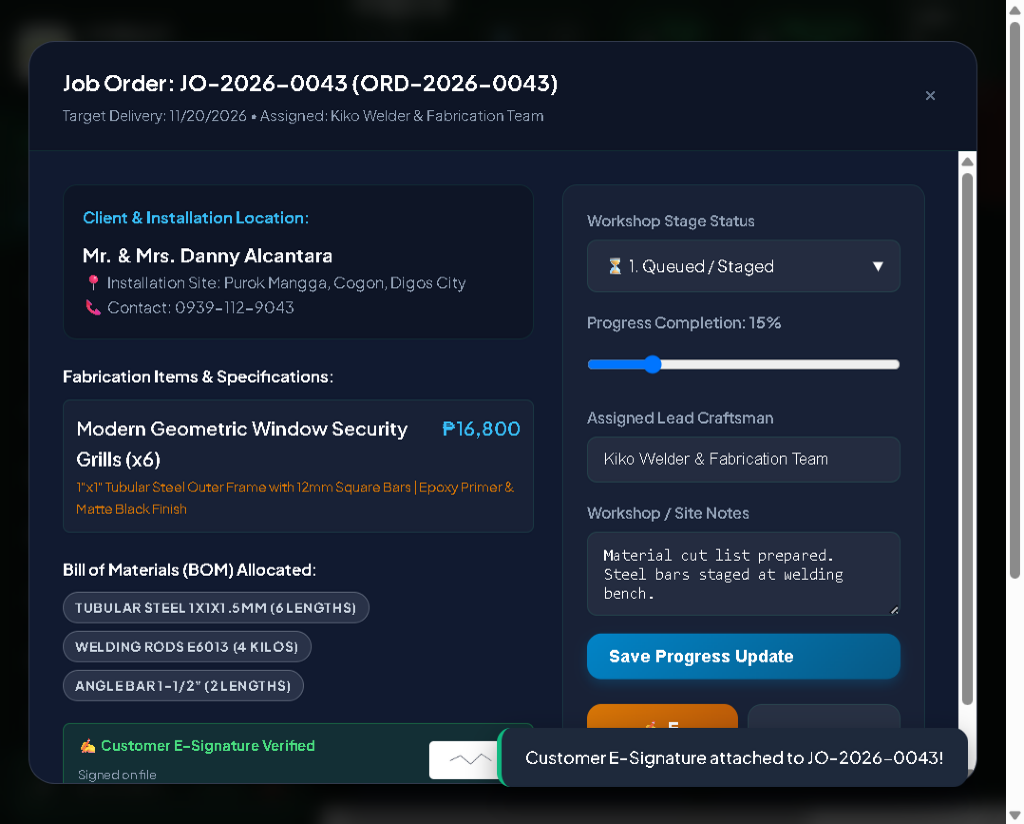 Job Order: JO-2026-0043 (ORD-2026-0043)
Target Delivery: 11/20/2026 • Assigned: Kiko Welder & Fabrication Team
×
Client & Installation Location:
Mr. & Mrs. Danny Alcantara
📍 Installation Site: Purok Mangga, Cogon, Digos City
📞 Contact: 0939-112-9043
Fabrication Items & Specifications:
Modern Geometric Window Security
Grills (x6)
₱16,800
1"x1" Tubular Steel Outer Frame with 12mm Square Bars | Epoxy Primer &
Matte Black Finish
Bill of Materials (BOM) Allocated:
TUBULAR STEEL 1X1X1.5MM (6 LENGTHS)
WELDING RODS E6013 (4 KILOS)
ANGLE BAR 1-1/2" (2 LENGTHS)
✍️ Customer E-Signature Verified
Signed on file
Workshop Stage Status
⏳ 1. Queued / Staged
▼
Progress Completion: 15%
Assigned Lead Craftsman
Kiko Welder & Fabrication Team
Workshop / Site Notes
Material cut list prepared.
Steel bars staged at welding
bench.
Save Progress Update
Customer E-Signature attached to JO-2026-0043!